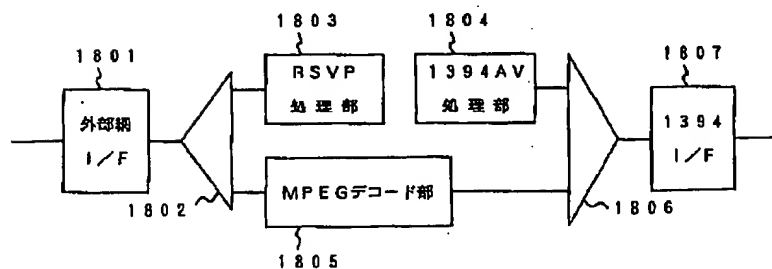 1803
1804
1801
1807
RSVP
処理部
1394AV
処理部
外部網
I/F
1394
I/F
MPEGデコード部
1802
1806
1805